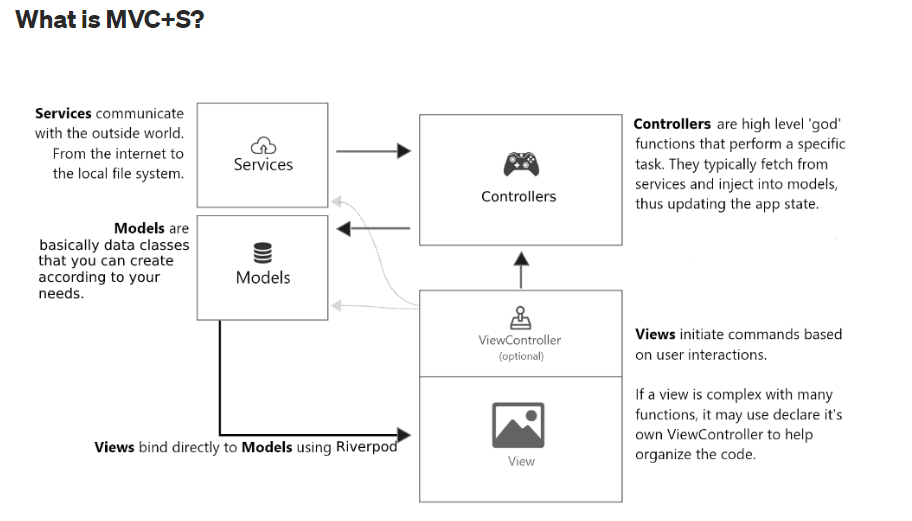 What is MVC+S?
Services communicate
with the outside world.
From the internet to
the local file system.
Services
Models are
basically data classes
that you can create
according to your
needs.
Models
Controllers
Controllers are high level 'god'
functions that perform a specific
task. They typically fetch from
services and inject into models,
thus updating the app state.
ViewController
(optional)
View
Views initiate commands based
on user interactions.
If a view is complex with many
functions, it may use declare it's
own ViewController to help
organize the code.
Views bind directly to Models using Riverpod